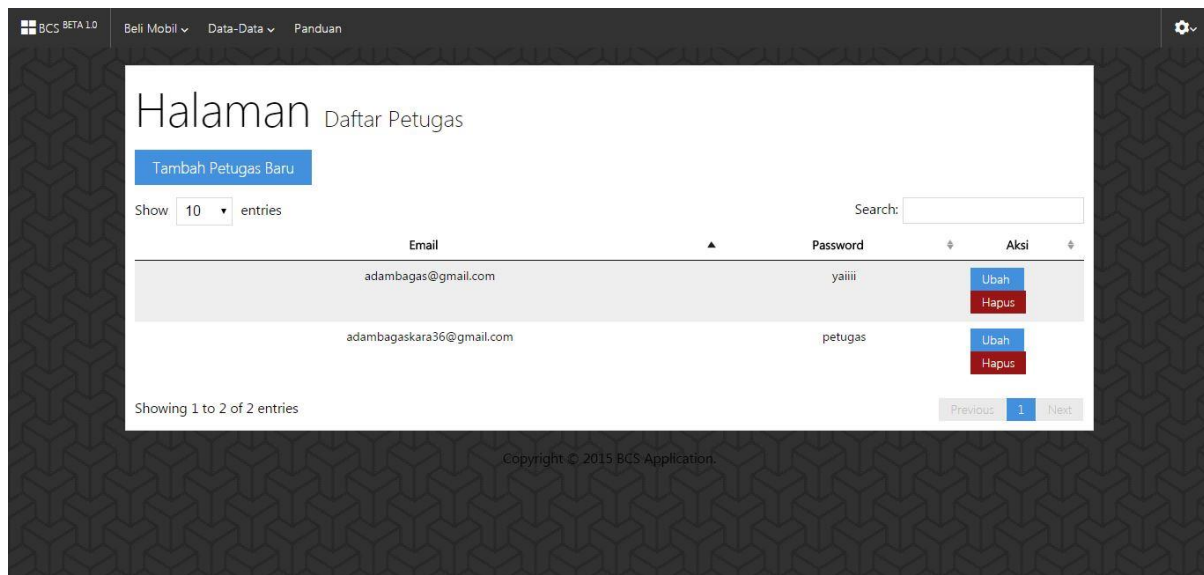 BCS BETA 1.0 Beli Mobil Data-Data Panduan
Halaman Daftar Petugas
Tambah Petugas Baru
Show 10 entries Search:
Email Password Aksi
adambagas@gmail.com yaiiii Ubah
Hapus
adambagaskara36@gmail.com petugas Ubah
Hapus
Showing 1 to 2 of 2 entries Previous 1 Next
Copyright © 2015 BCS Application.